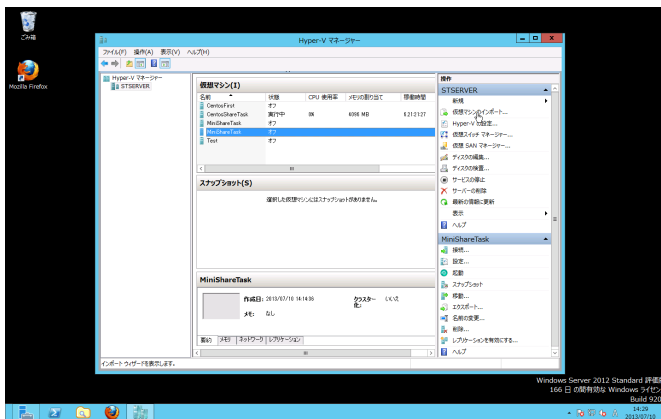 ごみ箱
Mozilla Firefox
Hyper-V マネージャー
ファイル(F) 操作(A) 表示(V) ヘルプ(H)
Hyper-V マネージャー
STSERVER
仮想マシン(I)
名前 状態 CPU 使用率 メモリの割り当て 稼働時間
CentosFirst オフ
CentosShareTask 実行中 0% 4096 MB 0.21:21:27
MiniShareTask オフ
MiniShareTask オフ
Test オフ
スナップショット(S)
選択した仮想マシンにはスナップショットがありません。
MiniShareTask
作成日: 2013/07/10 14:14:36 クラスター化: いいえ
メモ: なし
要約 メモリ ネットワーク レプリケーション
操作
STSERVER
新規
仮想マシンのインポート...
Hyper-V の設定...
仮想スイッチ マネージャー...
仮想 SAN マネージャー...
ディスクの編集...
ディスクの検査...
サービスの停止
サーバーの削除
最新の情報に更新
表示
ヘルプ
MiniShareTask
接続...
設定...
起動
スナップショット
移動...
エクスポート...
名前の変更...
削除...
レプリケーションを有効にする...
ヘルプ
インポート ウィザードを表示します。
Windows Server 2012 Standard 評価
166 日 の間有効な Windows ライセン
Build 920
14:29
2013/07/10